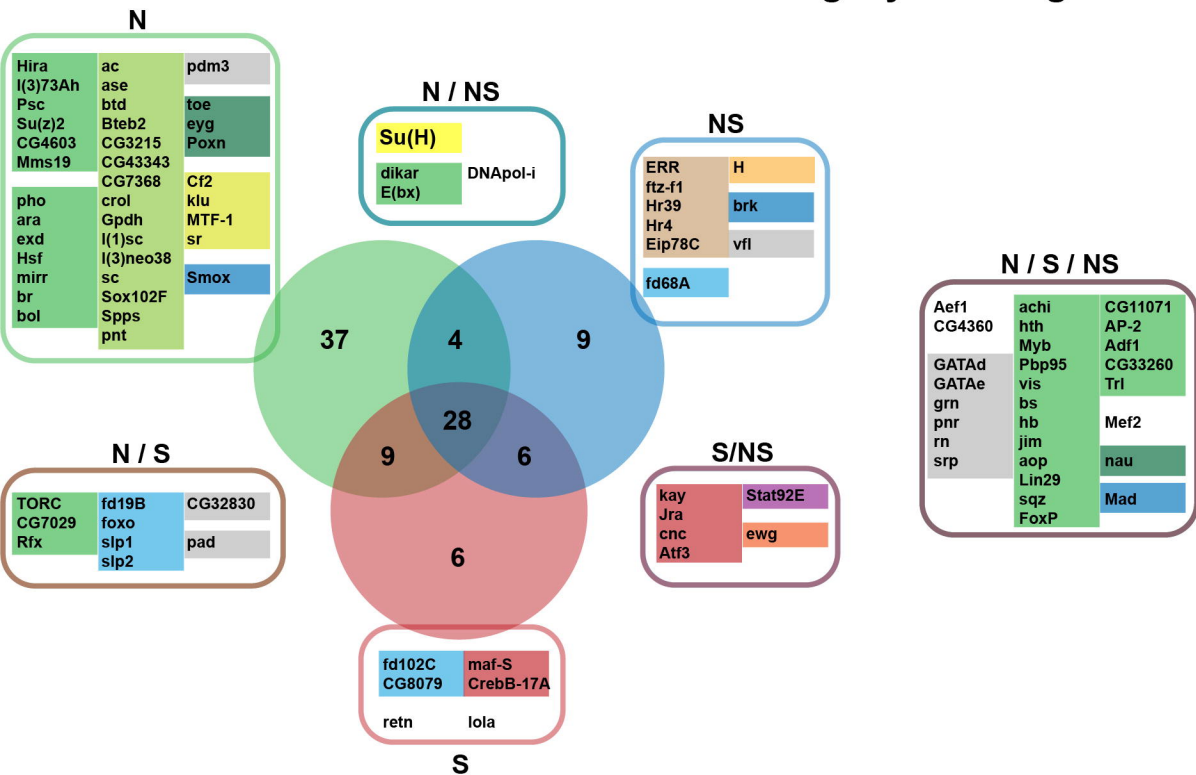 N
Hira
l(3)73Ah
Psc
Su(z)2
CG4603
Mms19
pho
ara
exd
Hsf
mirr
br
bol
ac
ase
btd
Bteb2
CG3215
CG43343
CG7368
crol
Gpdh
l(1)sc
l(3)neo38
sc
Sox102F
Spps
pnt
pdm3
toe
eyg
Poxn
Cf2
klu
MTF-1
sr
Smox
N / NS
Su(H)
dikar
E(bx)
DNApol-i
NS
ERR
ftz-f1
Hr39
Hr4
Eip78C
fd68A
H
brk
vfl
N / S / NS
Aef1
CG4360
GATAd
GATAe
grn
pnr
rn
srp
achi
hth
Myb
Pbp95
vis
bs
hb
jim
aop
Lin29
sqz
FoxP
CG11071
AP-2
Adf1
CG33260
Trl
Mef2
nau
Mad
37
4
9
28
9
6
6
N / S
TORC
CG7029
Rfx
fd19B
foxo
slp1
slp2
CG32830
pad
S/NS
kay
Jra
cnc
Atf3
Stat92E
ewg
fd102C
CG8079
retn
maf-S
CrebB-17A
lola
S